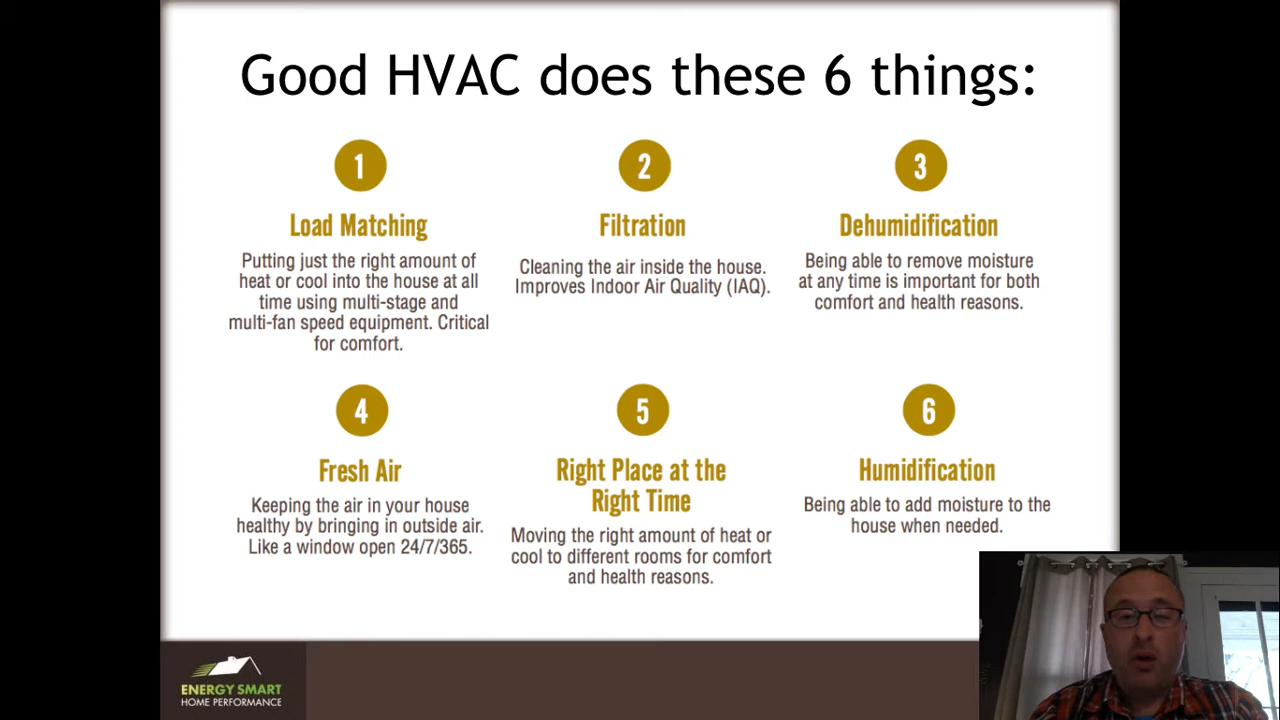 Good HVAC does these 6 things:
1
Load Matching
Putting just the right amount of
heat or cool into the house at all
time using multi-stage and
multi-fan speed equipment. Critical
for comfort.
2
Filtration
Cleaning the air inside the house.
Improves Indoor Air Quality (IAQ).
3
Dehumidification
Being able to remove moisture
at any time is important for both
comfort and health reasons.
4
Fresh Air
Keeping the air in your house
healthy by bringing in outside air.
Like a window open 24/7/365.
5
Right Place at the
Right Time
Moving the right amount of heat or
cool to different rooms for comfort
and health reasons.
6
Humidification
Being able to add moisture to the
house when needed.
ENERGY SMART
HOME PERFORMANCE